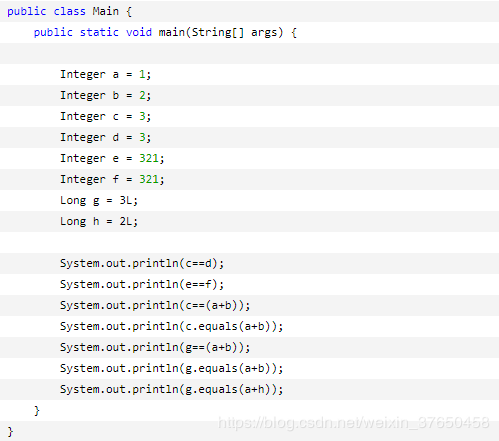 public class Main {
    public static void main(String[] args) {
        Integer a = 1;
        Integer b = 2;
        Integer c = 3;
        Integer d = 3;
        Integer e = 321;
        Integer f = 321;
        Long g = 3L;
        Long h = 2L;
        System.out.println(c==d);
        System.out.println(e==f);
        System.out.println(c==(a+b));
        System.out.println(c.equals(a+b));
        System.out.println(g==(a+b));
        System.out.println(g.equals(a+b));
        System.out.println(g.equals(a+h));
    }
}
https://blog.csdn.net/weixin_37650458